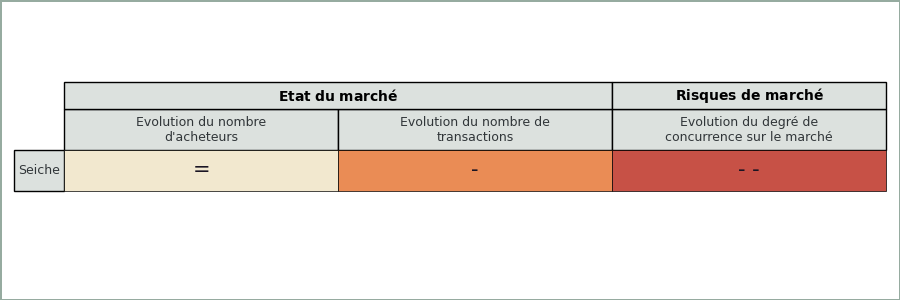 Etat du marché
Risques de marché
Evolution du nombre
d'acheteurs
Evolution du nombre de
transactions
Evolution du degré de
concurrence sur le marché
Seiche
=
-
- -